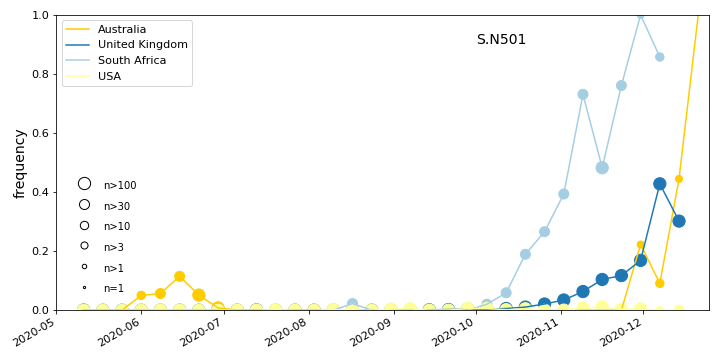 S.N501
Australia
United Kingdom
South Africa
USA
frequency
1.0
0.8
0.6
0.4
0.2
0.0
n>100
n>30
n>10
n>3
n>1
n=1
2020-05
2020-06
2020-07
2020-08
2020-09
2020-10
2020-11
2020-12